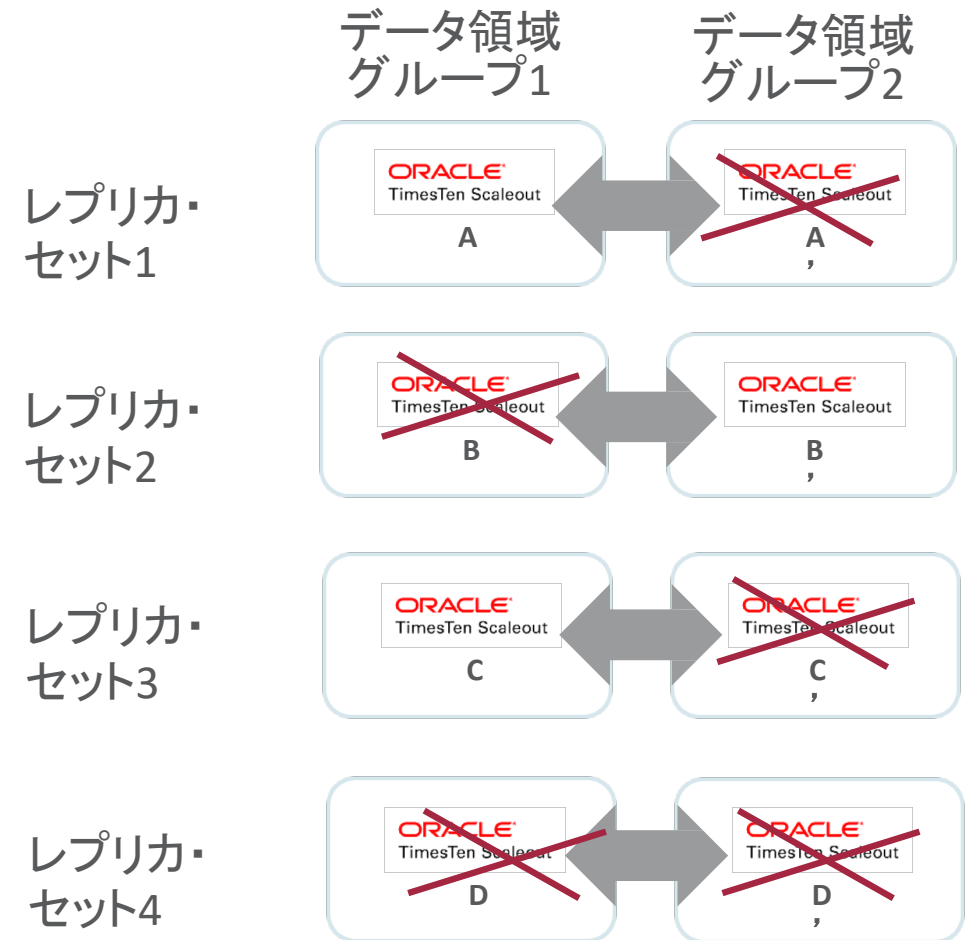 データ領域
グループ1
データ領域
グループ2
レプリカ・
セット1
ORACLE®
TimesTen Scaleout
A
ORACLE®
TimesTen Scaleout
A
,
レプリカ・
セット2
ORACLE®
TimesTen Scaleout
B
ORACLE®
TimesTen Scaleout
B
,
レプリカ・
セット3
ORACLE®
TimesTen Scaleout
C
ORACLE®
TimesTen Scaleout
C
,
レプリカ・
セット4
ORACLE®
TimesTen Scaleout
D
ORACLE®
TimesTen Scaleout
D
,